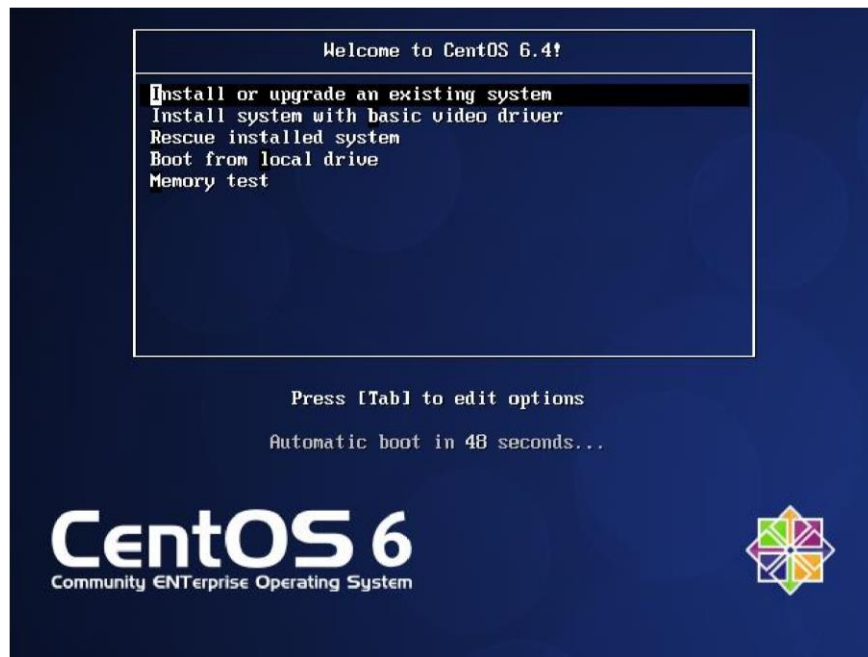 Welcome to CentOS 6.4!
Install or upgrade an existing system
Install system with basic video driver
Rescue installed system
Boot from local drive
Memory test
Press [Tab] to edit options
Automatic boot in 48 seconds...
CentOS 6
Community ENTerprise Operating System